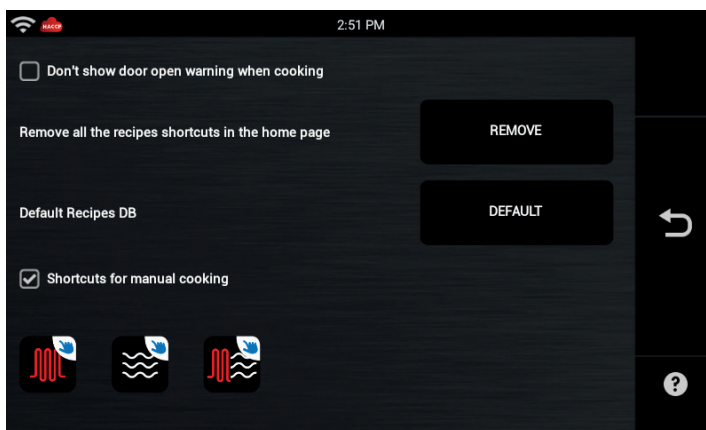 HACCP
2:51 PM
Don't show door open warning when cooking
Remove all the recipes shortcuts in the home page
REMOVE
Default Recipes DB
DEFAULT
Shortcuts for manual cooking
?